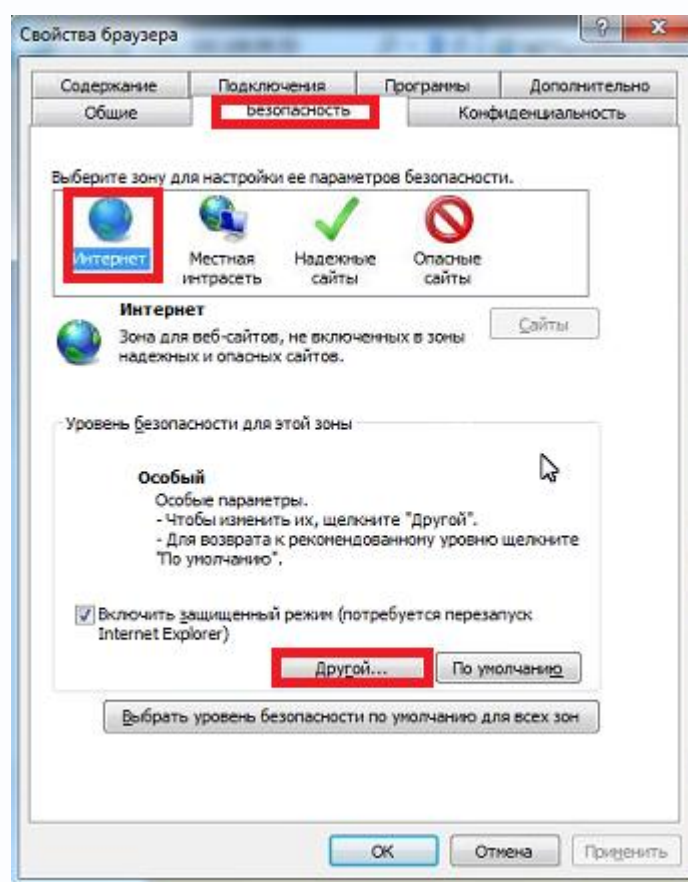 Свойства браузера
Содержание Подключения Программы Дополнительно
Общие Безопасность Конфиденциальность
Выберите зону для настройки ее параметров безопасности.
Интернет Местная интрасеть Надежные сайты Опасные сайты
Интернет
Зона для веб-сайтов, не включенных в зоны
надежных и опасных сайтов.
Сайты
Уровень безопасности для этой зоны
Особый
Особые параметры.
- Чтобы изменить их, щелкните "Другой".
- Для возврата к рекомендованному уровню щелкните
"По умолчанию".
Включить защищенный режим (потребуется перезапуск
Internet Explorer)
Другой... По умолчанию
Выбрать уровень безопасности по умолчанию для всех зон
ОК Отмена Применить